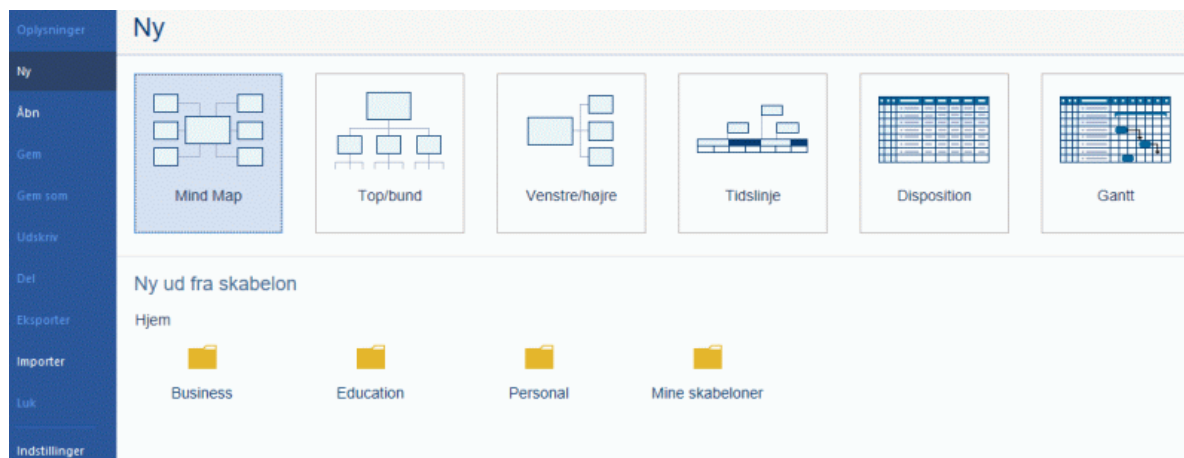 Oplysninger
Ny
Åbn
Gem
Gem som
Udskriv
Del
Eksporter
Importer
Luk
Indstillinger
Ny
Mind Map
Top/bund
Venstre/højre
Tidslinje
Disposition
Gantt
Ny ud fra skabelon
Hjem
Business
Education
Personal
Mine skabeloner